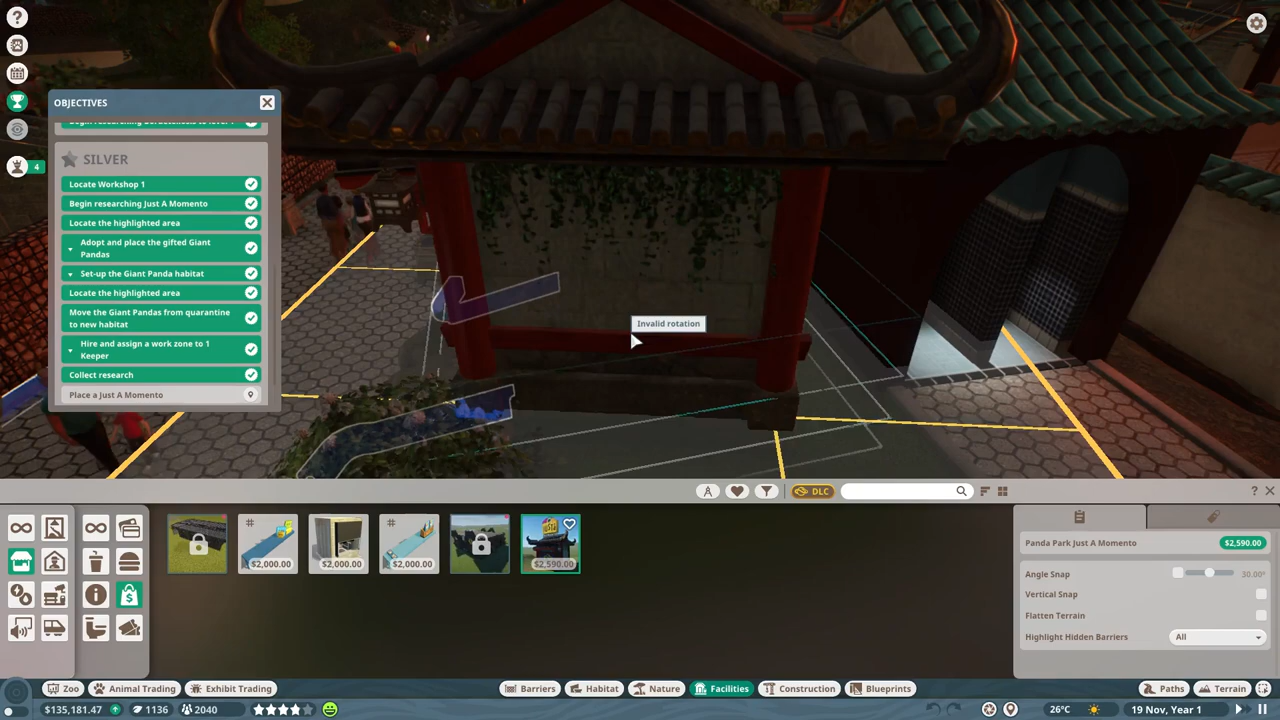 OBJECTIVES
SILVER
Locate Workshop 1
Begin researching Just A Momento
Locate the highlighted area
Adopt and place the gifted Giant
Pandas
Set-up the Giant Panda habitat
Locate the highlighted area
Move the Giant Pandas from quarantine
to new habitat
Hire and assign a work zone to 1
Keeper
Collect research
Place a Just A Momento
4
Invalid rotation
DLC
$2,000.00
$2,000.00
$2,000.00
$2,590.00
Panda Park Just A Momento
$2,590.00
Angle Snap
30.00°
Vertical Snap
Flatten Terrain
Highlight Hidden Barriers
All
Zoo
Animal Trading
Exhibit Trading
Barriers
Habitat
Nature
Facilities
Construction
Blueprints
Paths
Terrain
$135,181.47
1136
2040
26°C
19 Nov, Year 1